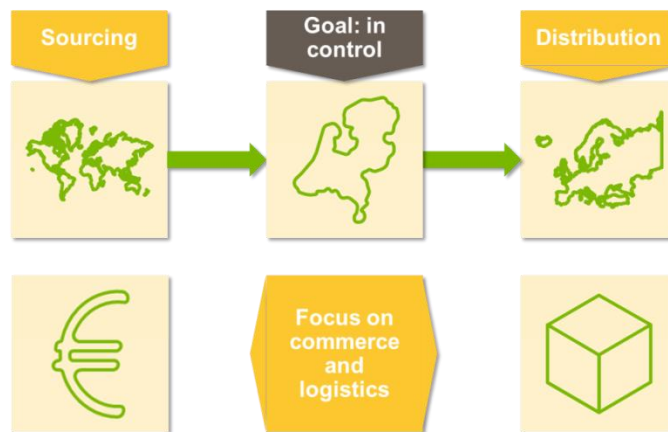 Sourcing
Goal: in
control
Distribution
Focus on
commerce
and
logistics